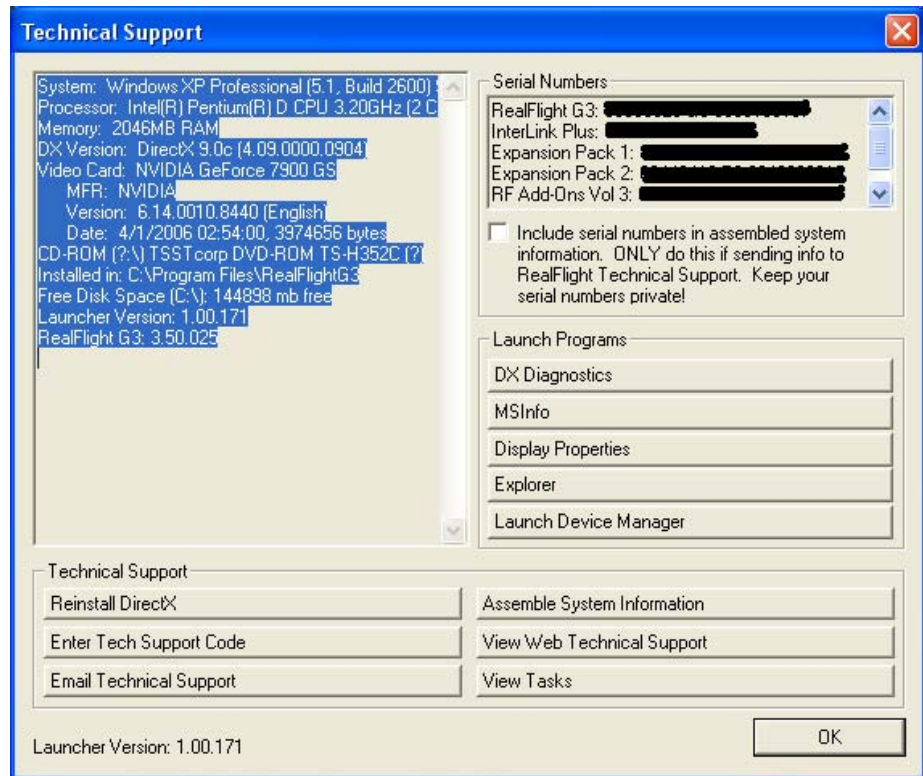 Technical Support
System: Windows XP Professional (5.1, Build 2600)
Processor: Intel(R) Pentium(R) D CPU 3.20GHz (2 C
Memory: 2046MB RAM
DX Version: DirectX 9.0c (4.09.0000.0904)
Video Card: NVIDIA GeForce 7900 GS
MFR: NVIDIA
Version: 6.14.0010.8440 (English)
Date: 4/1/2006 02:54:00, 3974656 bytes
CD-ROM (?:\) TSSTcorp DVD-ROM TS-H352C (?)
Installed in: C:\Program Files\RealFlightG3
Free Disk Space (C:\): 144898 mb free
Launcher Version: 1.00.171
RealFlight G3: 3.50.025
Serial Numbers
RealFlight G3:
InterLink Plus:
Expansion Pack 1:
Expansion Pack 2:
RF Add-Ons Vol 3:
Include serial numbers in assembled system
information. ONLY do this if sending info to
RealFlight Technical Support. Keep your
serial numbers private!
Launch Programs
DX Diagnostics
MSInfo
Display Properties
Explorer
Launch Device Manager
Technical Support
Reinstall DirectX
Assemble System Information
Enter Tech Support Code
View Web Technical Support
Email Technical Support
View Tasks
Launcher Version: 1.00.171
OK